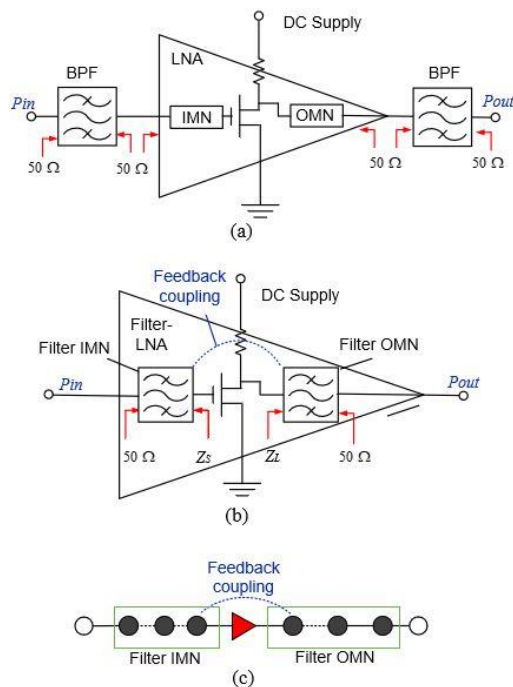 DC Supply
BPF
LNA
BPF
Pin
IMN
OMN
Pout
50 Ω
50 Ω
50 Ω
50 Ω
(a)
Feedback
coupling
DC Supply
Filter-
LNA
Filter IMN
Filter OMN
Pin
Pout
50 Ω
ZS
ZL
50 Ω
(b)
Feedback
coupling
Filter IMN
Filter OMN
(c)